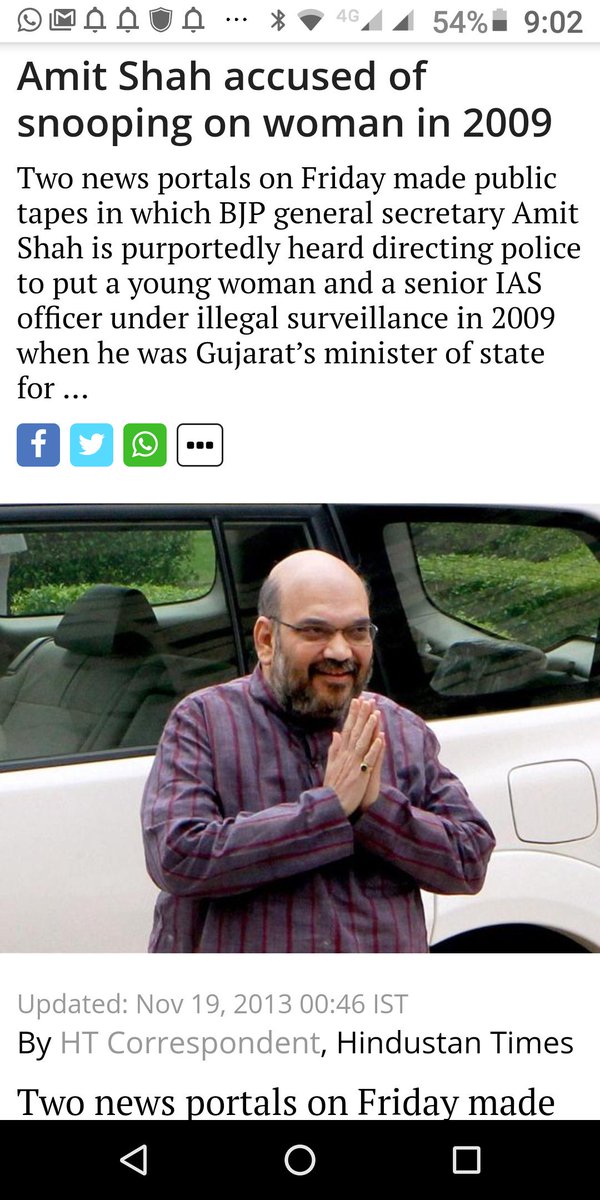 4G 54% 9:02
Amit Shah accused of
snooping on woman in 2009
Two news portals on Friday made public
tapes in which BJP general secretary Amit
Shah is purportedly heard directing police
to put a young woman and a senior IAS
officer under illegal surveillance in 2009
when he was Gujarat’s minister of state
for ...
Updated: Nov 19, 2013 00:46 IST
By HT Correspondent, Hindustan Times
Two news portals on Friday made